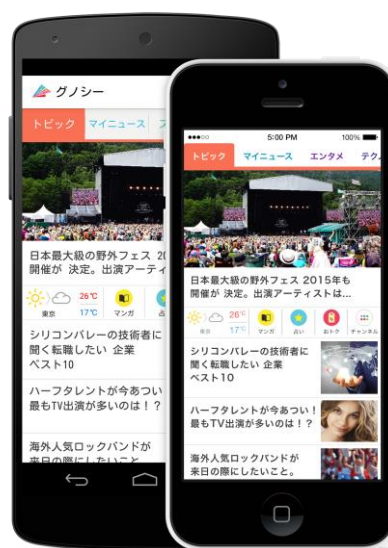 グノシー
トピック マイニュース
日本最大級の野外フェス 20
開催が 決定。出演アーティ
東京
26℃
17℃
マンガ
占い
シリコンバレーの技術者に
聞く転職したい 企業
ベスト10
ハーフタレントが今あつい
最もTV出演が多いのは！？
海外人気ロックバンドが
来日の際にしたいこと
5:00 PM
100%
トピック マイニュース エンタメ テク
日本最大級の野外フェス 2015年も
開催が 決定。出演アーティストは...
東京
26℃
17℃
マンガ
占い
おトク
チャンネル
シリコンバレーの技術者に
聞く転職したい 企業
ベスト10
ハーフタレントが今あつい！
最もTV出演が多いのは！？
海外人気ロックバンドが
来日の際にしたいこと。